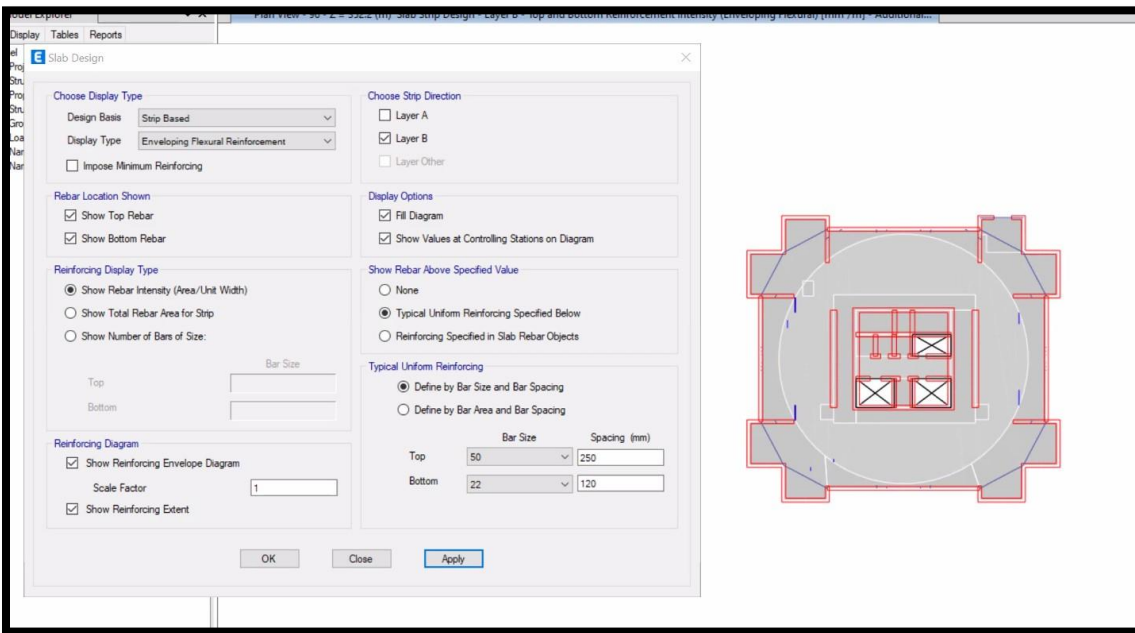 Model Explorer
Plan View - 90 - Z = 352.2 (m) Slab Strip Design - Layer B - Top and Bottom Reinforcement Intensity (Enveloping Flexural) [mm²/m] - Additional...
Display Tables Reports
Slab Design
Choose Display Type
Design Basis Strip Based
Display Type Enveloping Flexural Reinforcement
Impose Minimum Reinforcing
Choose Strip Direction
Layer A
Layer B
Layer Other
Rebar Location Shown
Show Top Rebar
Show Bottom Rebar
Display Options
Fill Diagram
Show Values at Controlling Stations on Diagram
Reinforcing Display Type
Show Rebar Intensity (Area/Unit Width)
Show Total Rebar Area for Strip
Show Number of Bars of Size:
Bar Size
Top
Bottom
Show Rebar Above Specified Value
None
Typical Uniform Reinforcing Specified Below
Reinforcing Specified in Slab Rebar Objects
Typical Uniform Reinforcing
Define by Bar Size and Bar Spacing
Define by Bar Area and Bar Spacing
Bar Size Spacing (mm)
Top 50 250
Bottom 22 120
Reinforcing Diagram
Show Reinforcing Envelope Diagram
Scale Factor 1
Show Reinforcing Extent
OK Close Apply